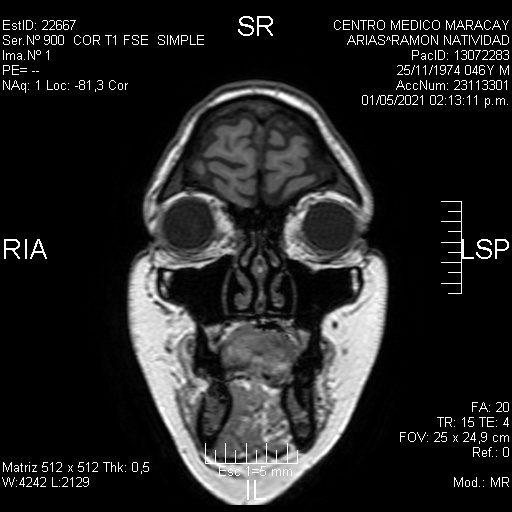 EstID: 22667
Ser.Nº 900 COR T1 FSE SIMPLE
Ima.Nº 1
PE= --
NAq: 1 Loc: -81,3 Cor
SR
CENTRO MEDICO MARACAY
ARIAS^RAMON NATIVIDAD
PacID: 13072283
25/11/1974 046Y M
AccNum: 23113301
01/05/2021 02:13:11 p.m.
RIA
LSP
FA: 20
TR: 15 TE: 4
FOV: 25 x 24,9 cm
Ref.: 0
Mod.: MR
Matriz 512 x 512 Thk: 0,5
W:4242 L:2129
Esc 1=5 mm
IL